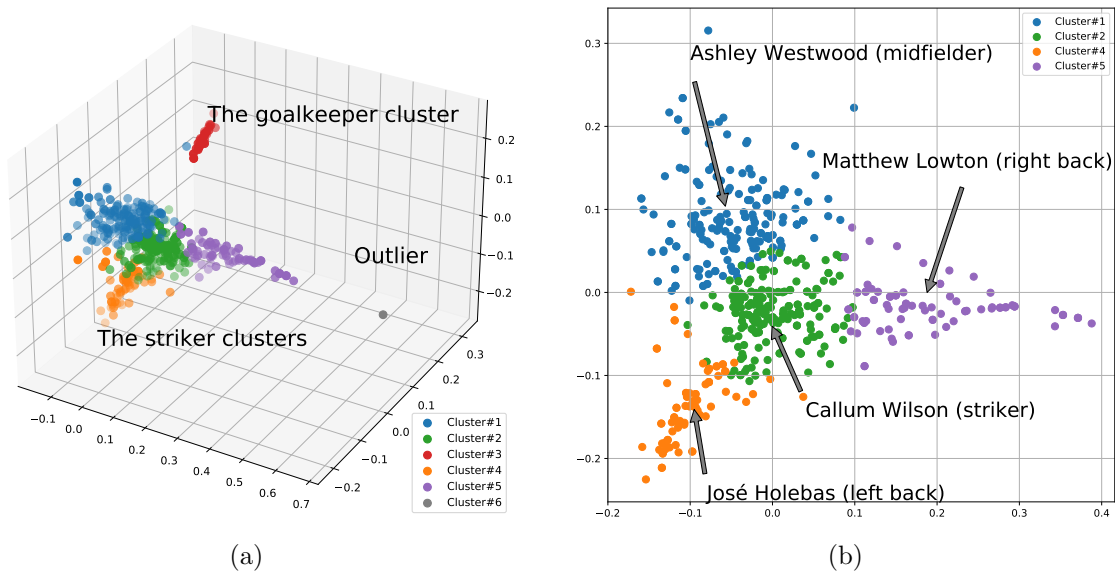 The goalkeeper cluster
Outlier
The striker clusters
0.2
0.1
0.0
−0.1
−0.2
0.3
0.2
0.1
0.0
−0.1
−0.2
−0.1
0.0
0.1
0.2
0.3
0.4
0.5
0.6
0.7
Cluster#1
Cluster#2
Cluster#3
Cluster#4
Cluster#5
Cluster#6
(a)
Cluster#1
Cluster#2
Cluster#4
Cluster#5
Ashley Westwood (midfielder)
Matthew Lowton (right back)
Callum Wilson (striker)
José Holebas (left back)
0.3
0.2
0.1
0.0
−0.1
−0.2
−0.2
−0.1
0.0
0.1
0.2
0.3
0.4
(b)